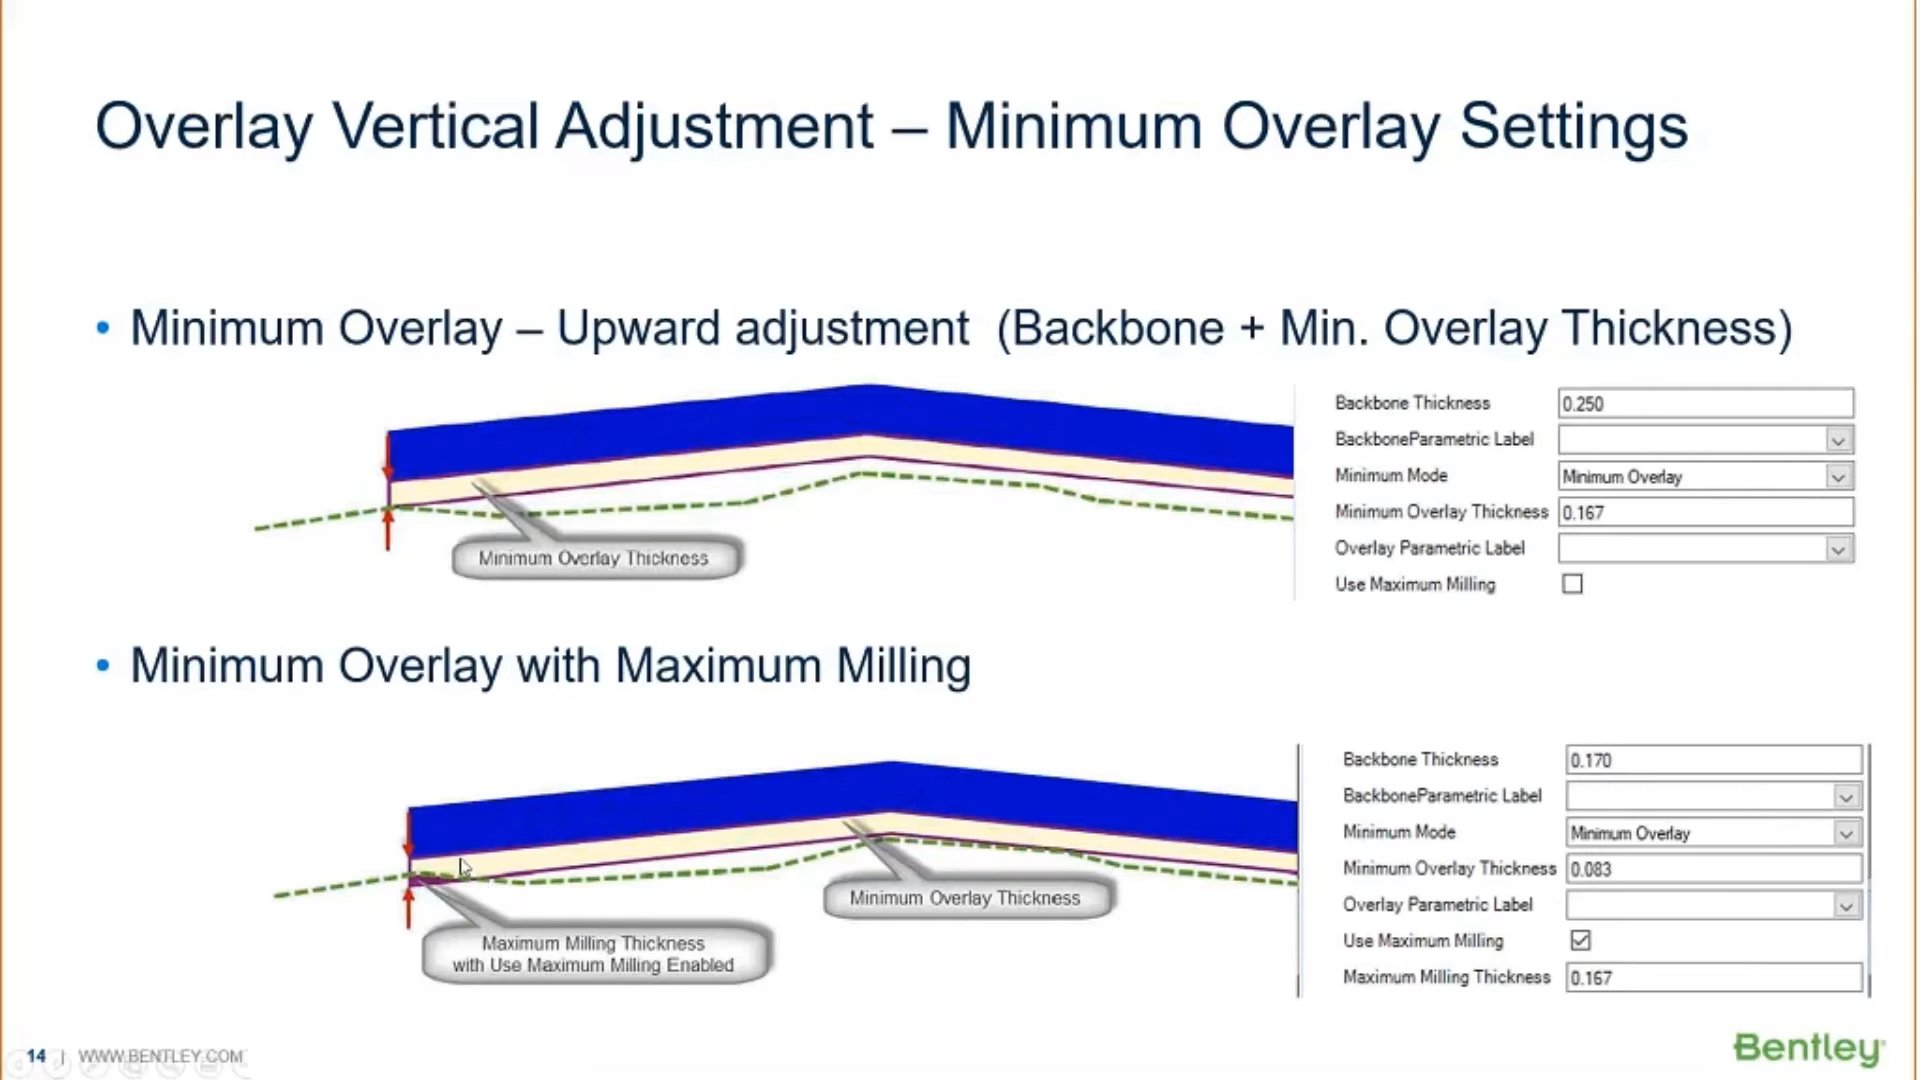 Overlay Vertical Adjustment – Minimum Overlay Settings
• Minimum Overlay – Upward adjustment (Backbone + Min. Overlay Thickness)
Minimum Overlay Thickness
Backbone Thickness 0.250
BackboneParametric Label
Minimum Mode Minimum Overlay
Minimum Overlay Thickness 0.167
Overlay Parametric Label
Use Maximum Milling
• Minimum Overlay with Maximum Milling
Minimum Overlay Thickness
Maximum Milling Thickness
with Use Maximum Milling Enabled
Backbone Thickness 0.170
BackboneParametric Label
Minimum Mode Minimum Overlay
Minimum Overlay Thickness 0.083
Overlay Parametric Label
Use Maximum Milling
Maximum Milling Thickness 0.167
14 | WWW.BENTLEY.COM
Bentley